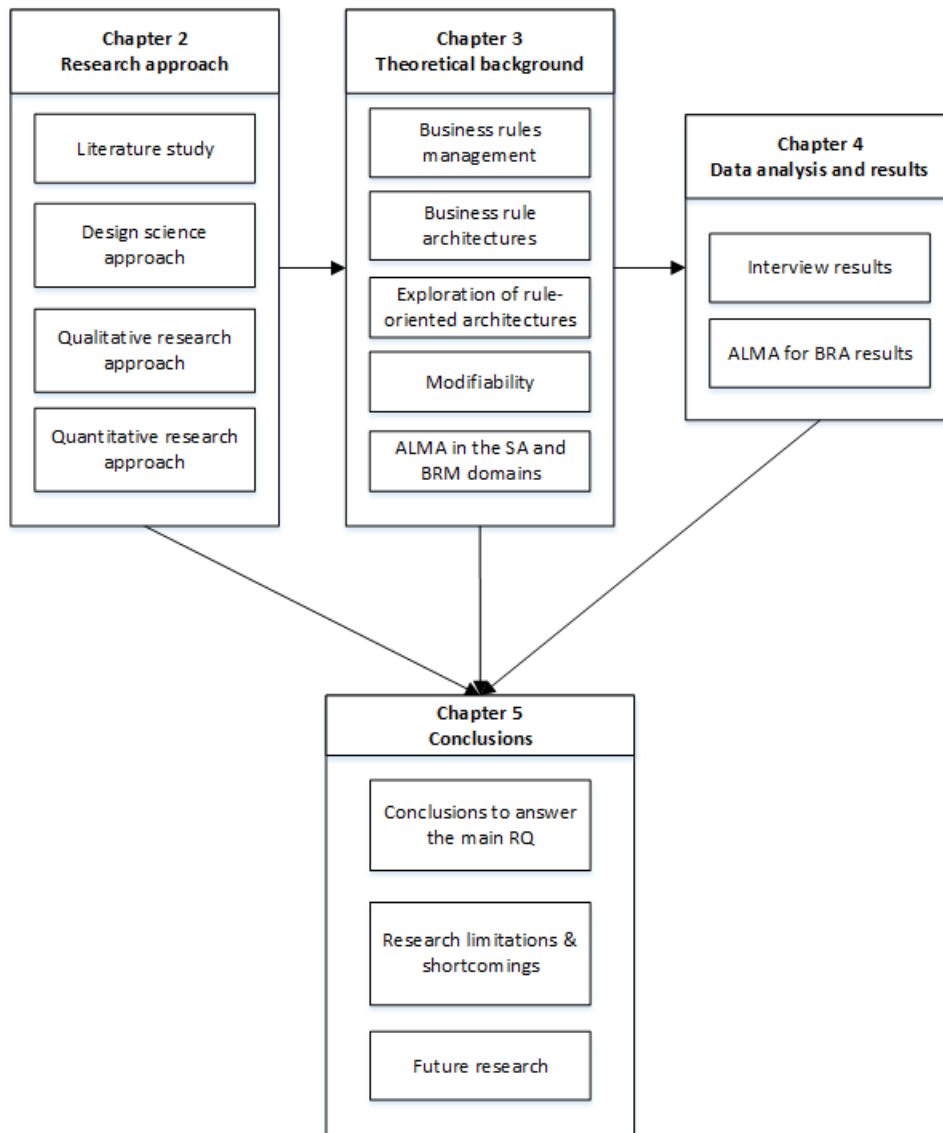 Chapter 2
Research approach
Literature study
Design science
approach
Qualitative research
approach
Quantitative research
approach
Chapter 3
Theoretical background
Business rules
management
Business rule
architectures
Exploration of rule-
oriented architectures
Modifiability
ALMA in the SA and
BRM domains
Chapter 4
Data analysis and results
Interview results
ALMA for BRA results
Chapter 5
Conclusions
Conclusions to answer
the main RQ
Research limitations &
shortcomings
Future research